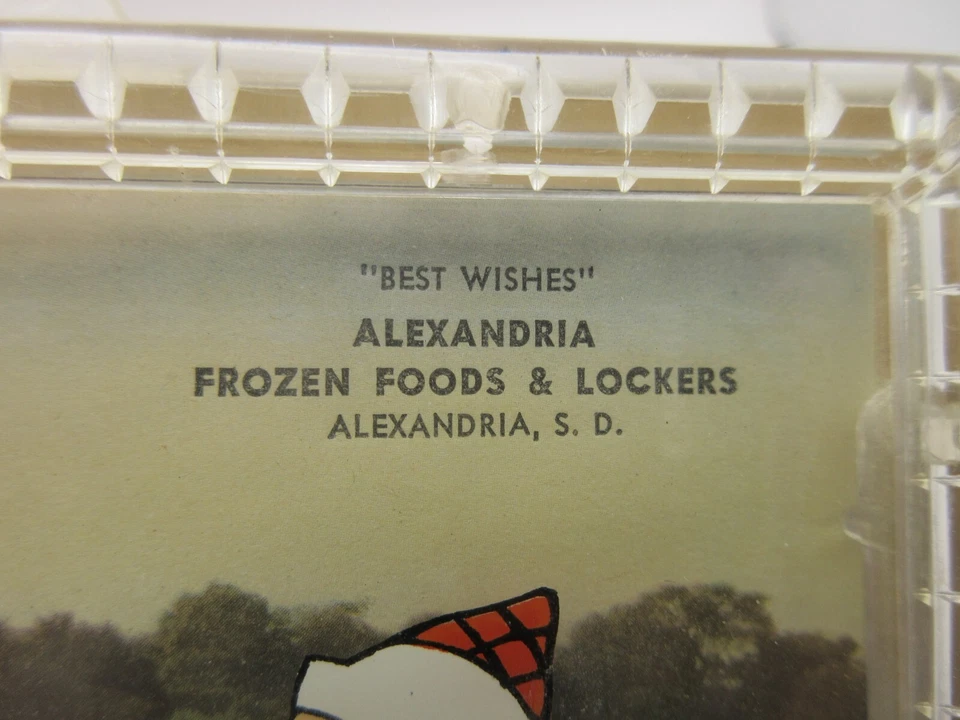 "BEST WISHES"
ALEXANDRIA
FROZEN FOODS & LOCKERS
ALEXANDRIA, S. D.